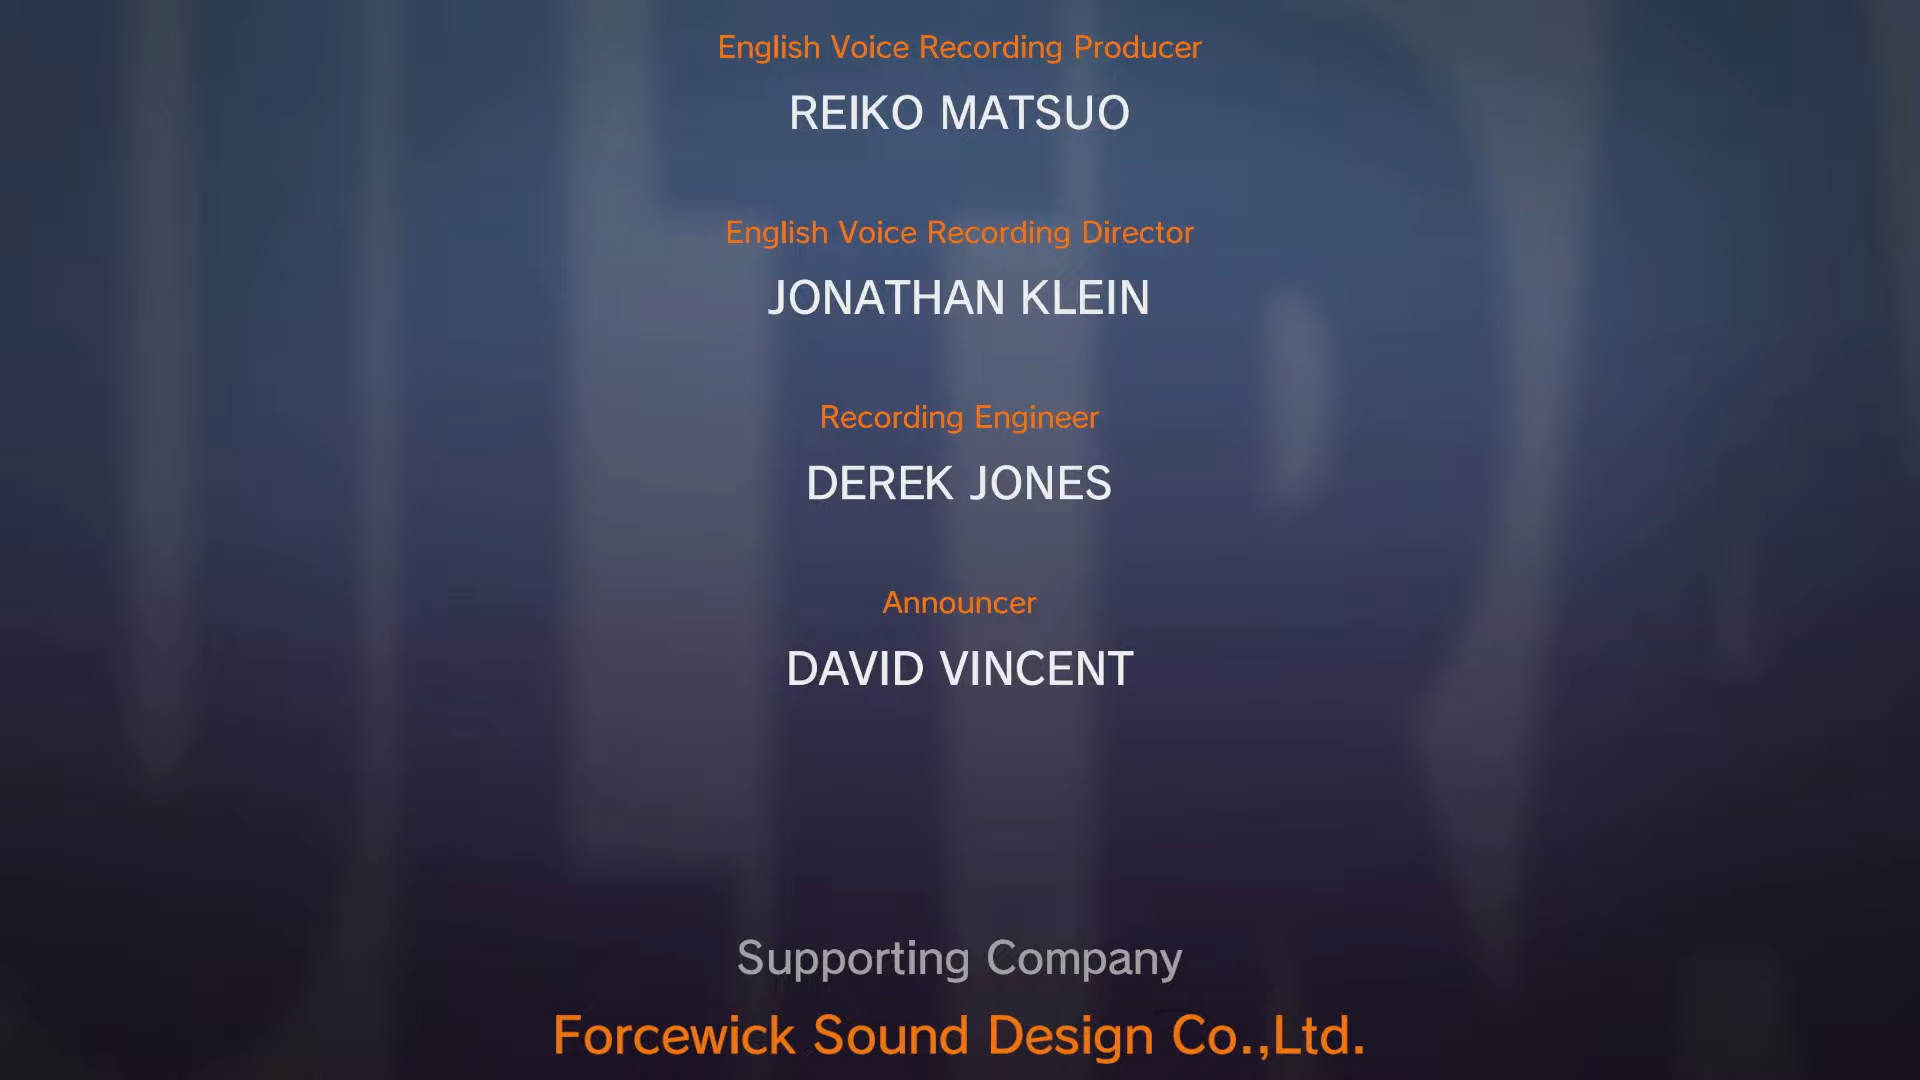 English Voice Recording Producer
REIKO MATSUO
English Voice Recording Director
JONATHAN KLEIN
Recording Engineer
DEREK JONES
Announcer
DAVID VINCENT
Supporting Company
Forcewick Sound Design Co.,Ltd.